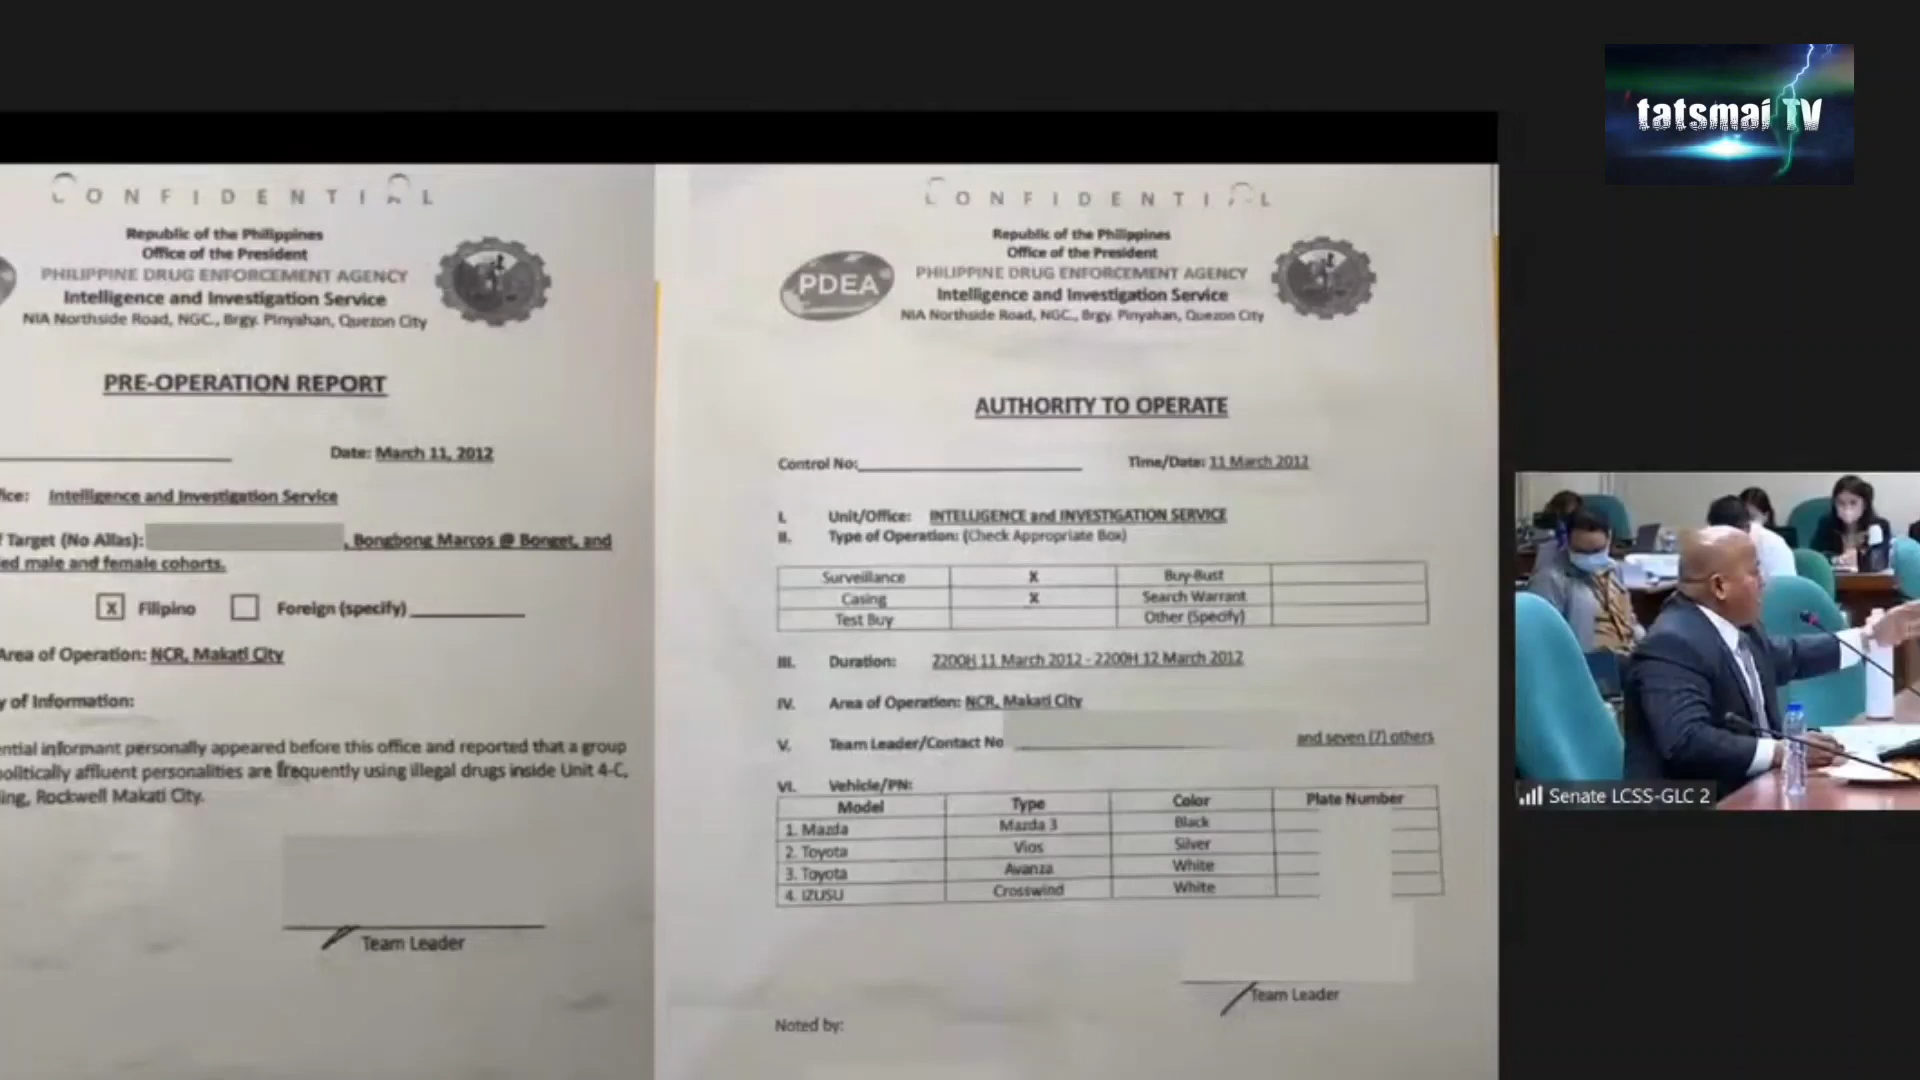 tatsmai TV
CONFIDENTIAL
Republic of the Philippines
Office of the President
PHILIPPINE DRUG ENFORCEMENT AGENCY
Intelligence and Investigation Service
NIA Northside Road, NGC., Brgy. Pinyahan, Quezon City
PRE-OPERATION REPORT
Date: March 11, 2012
ice: Intelligence and Investigation Service
Target (No Alias): , Bongbong Marcos @ Bonget, and
ed male and female cohorts.
X Filipino Foreign (specify)
Area of Operation: NCR, Makati City
y of Information:
ntial informant personally appeared before this office and reported that a group
politically affluent personalities are frequently using illegal drugs inside Unit 4-C,
ing, Rockwell Makati City.
Team Leader
CONFIDENTIAL
Republic of the Philippines
Office of the President
PDEA
PHILIPPINE DRUG ENFORCEMENT AGENCY
Intelligence and Investigation Service
NIA Northside Road, NGC., Brgy. Pinyahan, Quezon City
AUTHORITY TO OPERATE
Control No: Time/Date: 11 March 2012
I. Unit/Office: INTELLIGENCE and INVESTIGATION SERVICE
II. Type of Operation: (Check Appropriate Box)
Surveillance X Buy-Bust
Casing X Search Warrant
Test Buy Other (Specify)
III. Duration: 2200H 11 March 2012 - 2200H 12 March 2012
IV. Area of Operation: NCR, Makati City
V. Team Leader/Contact No and seven (7) others
VI. Vehicle/PN:
Model Type Color Plate Number
1. Mazda Mazda 3 Black
2. Toyota Vios Silver
3. Toyota Avanza White
4. IZUSU Crosswind White
Team Leader
Noted by:
Senate LCSS-GLC 2